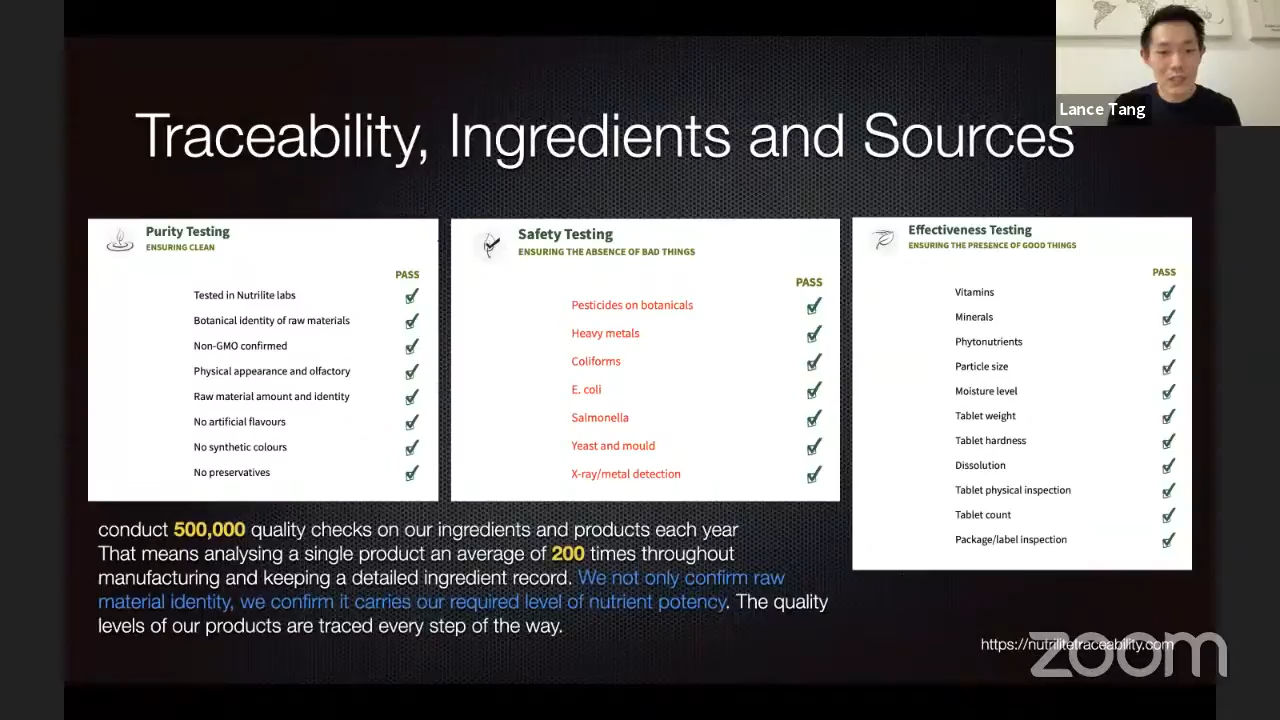 Lance Tang
Traceability, Ingredients and Sources
Purity Testing
ENSURING CLEAN
PASS
Tested in Nutrilite labs
Botanical identity of raw materials
Non-GMO confirmed
Physical appearance and olfactory
Raw material amount and identity
No artificial flavours
No synthetic colours
No preservatives
Safety Testing
ENSURING THE ABSENCE OF BAD THINGS
PASS
Pesticides on botanicals
Heavy metals
Coliforms
E. coli
Salmonella
Yeast and mould
X-ray/metal detection
Effectiveness Testing
ENSURING THE PRESENCE OF GOOD THINGS
PASS
Vitamins
Minerals
Phytonutrients
Particle size
Moisture level
Tablet weight
Tablet hardness
Dissolution
Tablet physical inspection
Tablet count
Package/label inspection
conduct 500,000 quality checks on our ingredients and products each year
That means analysing a single product an average of 200 times throughout
manufacturing and keeping a detailed ingredient record. We not only confirm raw
material identity, we confirm it carries our required level of nutrient potency. The quality
levels of our products are traced every step of the way.
https://nutrilitetraceability.com
zoom